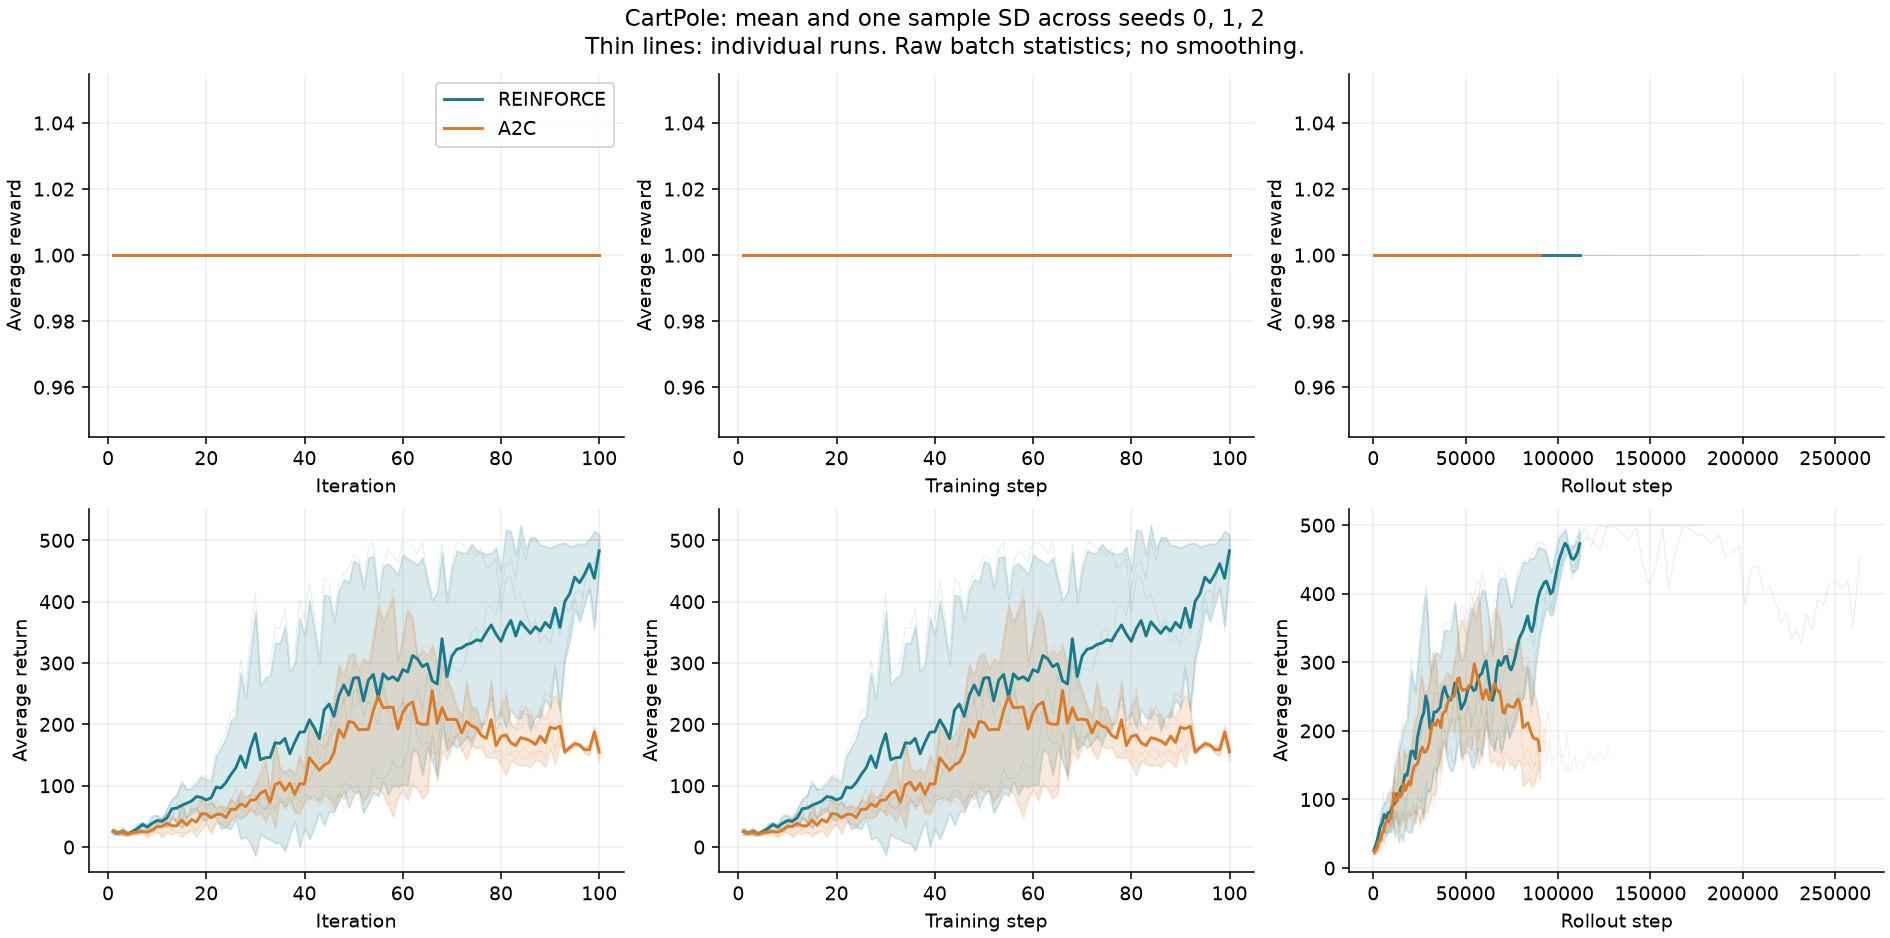 CartPole: mean and one sample SD across seeds 0, 1, 2
Thin lines: individual runs. Raw batch statistics; no smoothing.
Average reward
1.04
1.02
1.00
0.98
0.96
REINFORCE
A2C
0 20 40 60 80 100
Iteration
Average reward
1.04
1.02
1.00
0.98
0.96
0 20 40 60 80 100
Training step
Average reward
1.04
1.02
1.00
0.98
0.96
0 50000 100000 150000 200000 250000
Rollout step
Average return
500
400
300
200
100
0
0 20 40 60 80 100
Iteration
Average return
500
400
300
200
100
0
0 20 40 60 80 100
Training step
Average return
500
400
300
200
100
0
0 50000 100000 150000 200000 250000
Rollout step